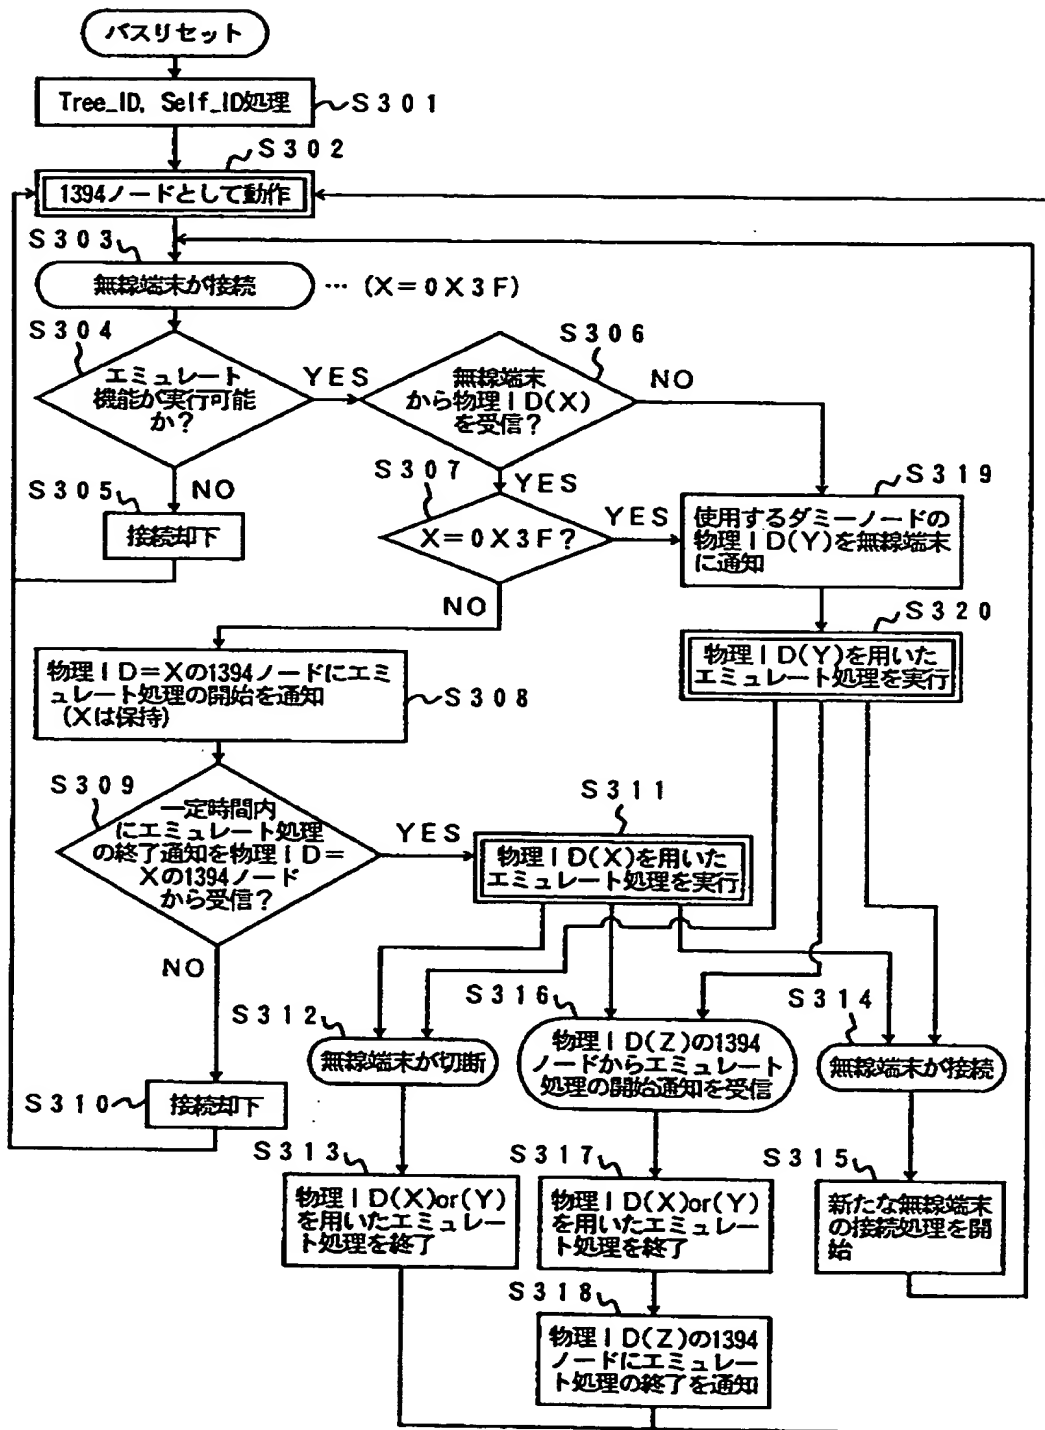 バスリセット
Tree_ID, Self_ID処理
S301
S302
1394ノードとして動作
S303
無線端末が接続
… (X=0X3F)
S304
エミュレート
機能が実行可能
か?
YES
S306
無線端末
から物理ID(X)
を受信?
NO
S305
NO
接続却下
S307
YES
X=0X3F?
YES
NO
S319
使用するダミーノードの
物理ID(Y)を無線端末
に通知
S320
物理ID(Y)を用いた
エミュレート処理を実行
物理ID=Xの1394ノードにエミ
ュレート処理の開始を通知
(Xは保持)
S308
S309
一定時間内
にエミュレート処理
の終了通知を物理ID=
Xの1394ノード
から受信?
YES
NO
S311
物理ID(X)を用いた
エミュレート処理を実行
S310
接続却下
S312
無線端末が切断
S316
物理ID(Z)の1394
ノードからエミュレート
処理の開始通知を受信
S314
無線端末が接続
S313
物理ID(X)or(Y)
を用いたエミュレー
ト処理を終了
S317
物理ID(X)or(Y)
を用いたエミュレー
ト処理を終了
S315
新たな無線端末
の接続処理を開
始
S318
物理ID(Z)の1394
ノードにエミュレー
ト処理の終了を通知